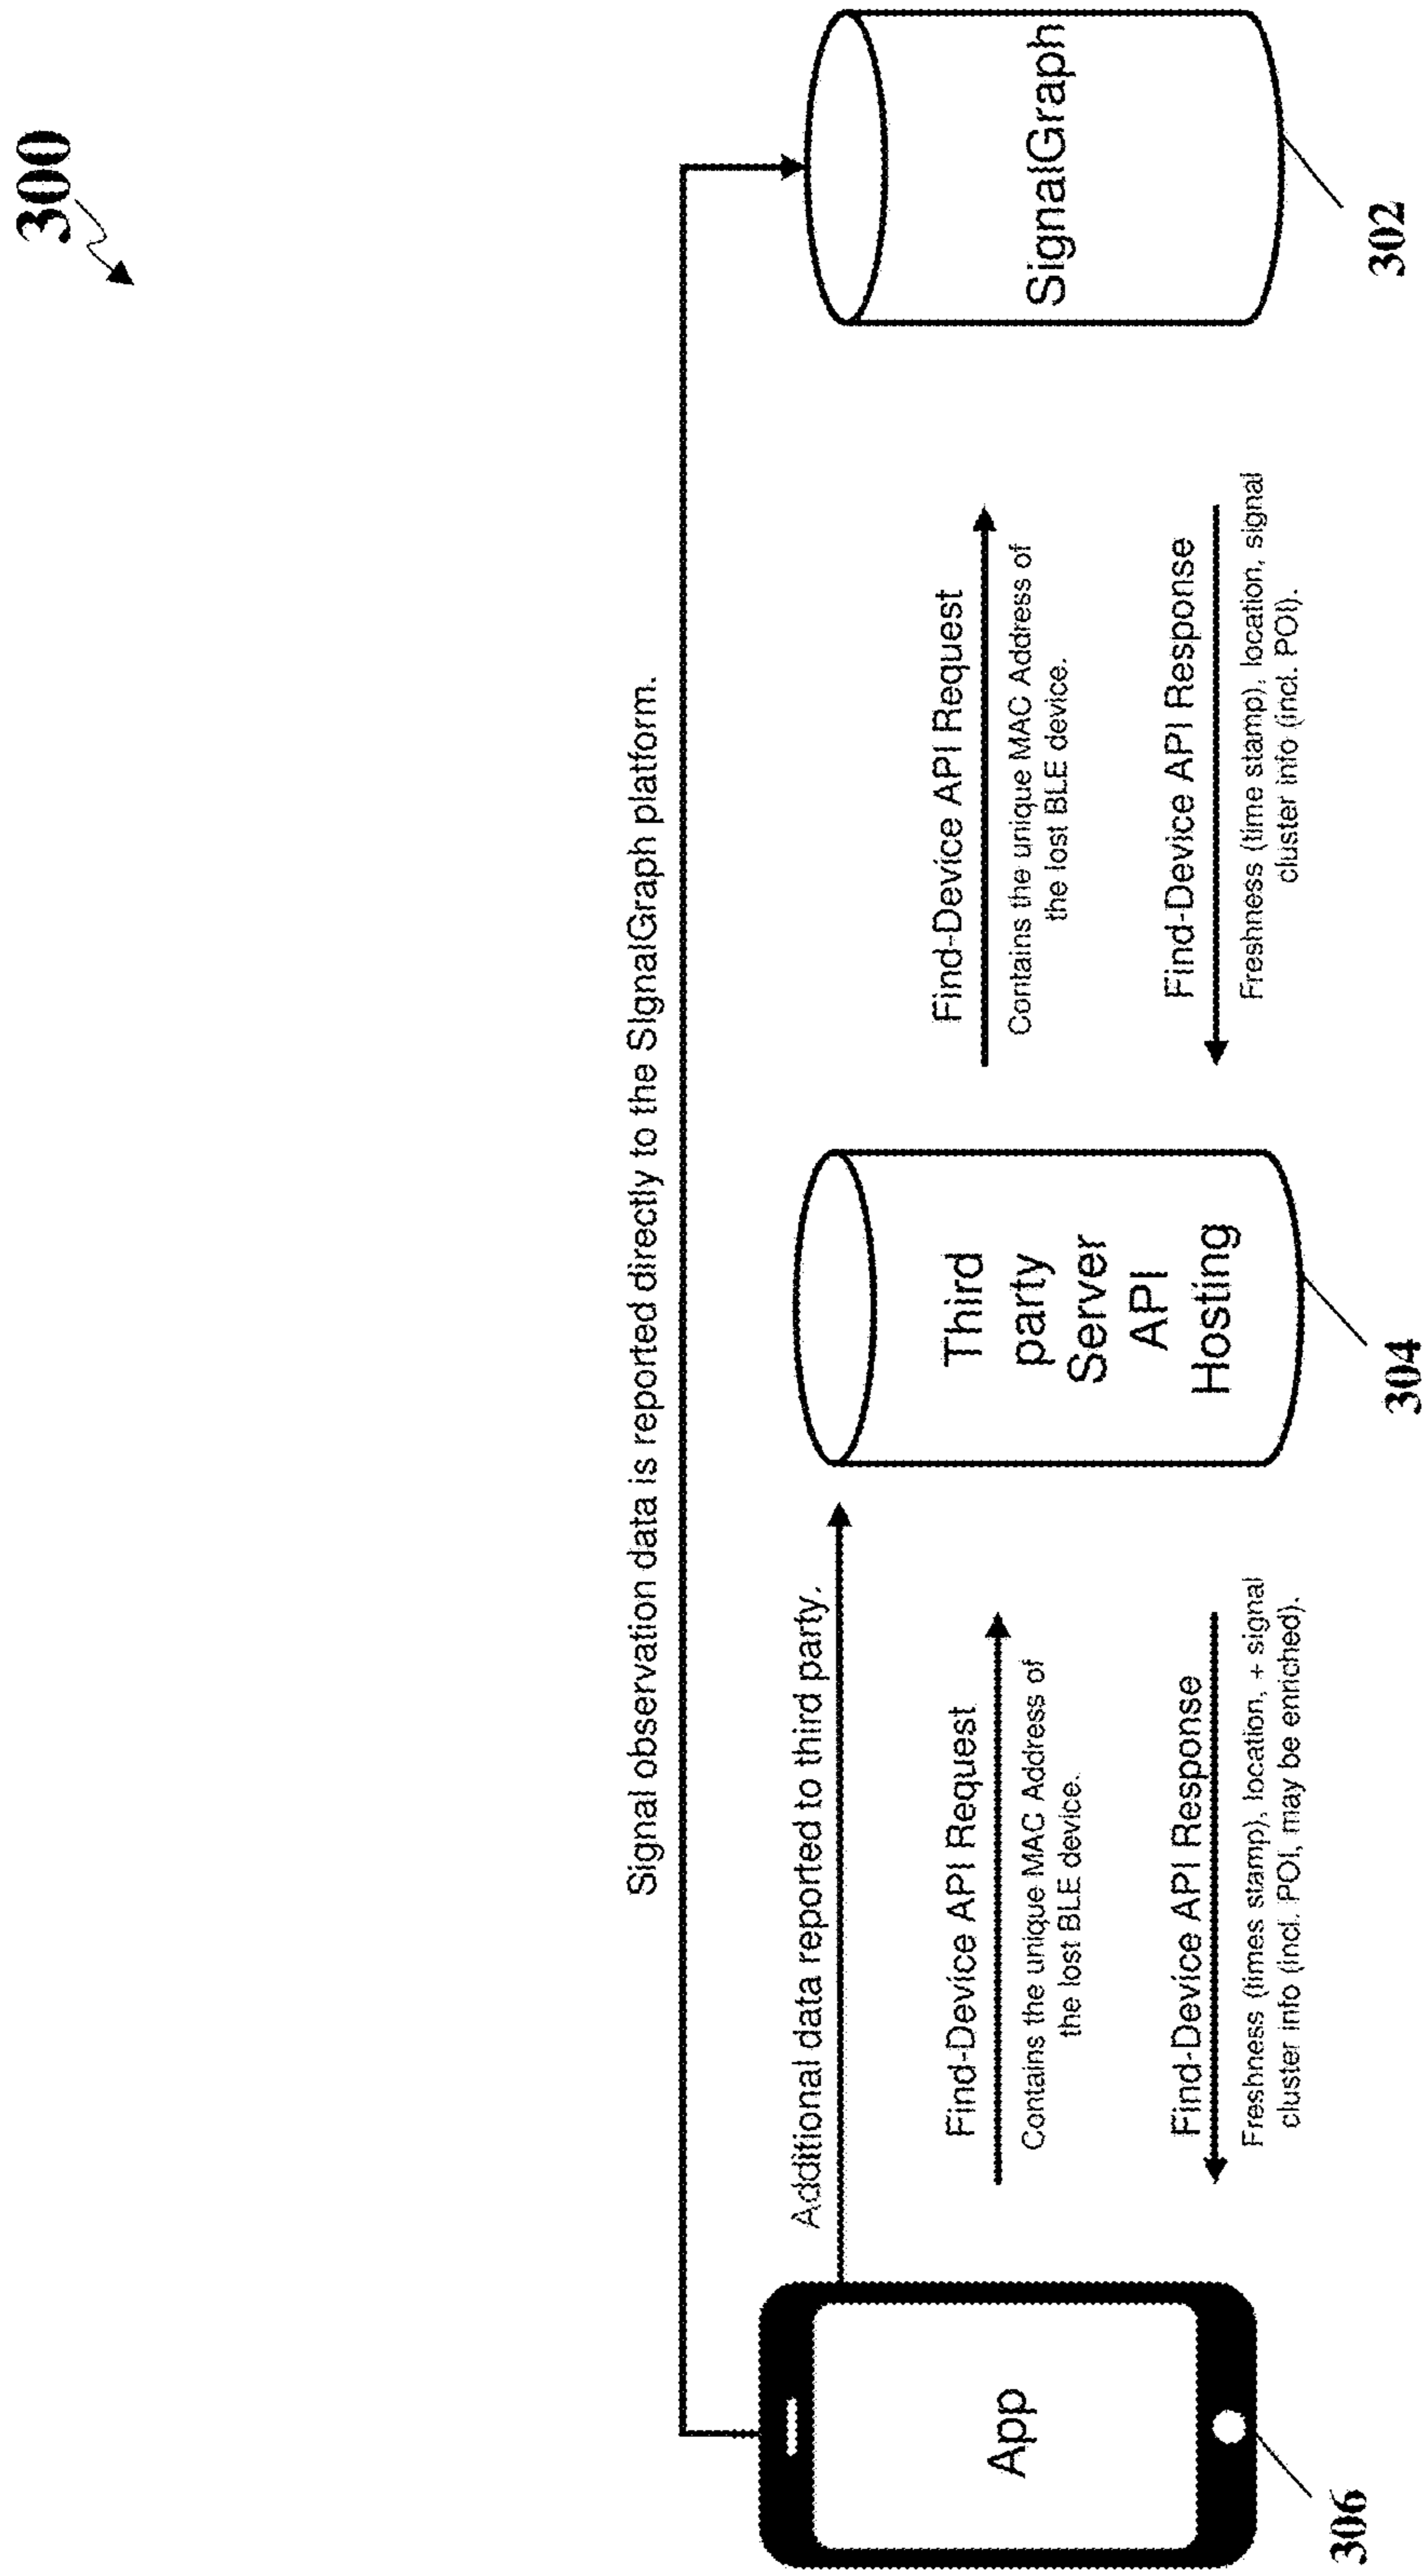 300
Signal observation data is reported directly to the SignalGraph platform.
Additional data reported to third party.
App
306
Find-Device API Request
Contains the unique MAC Address of
the lost BLE device.
Find-Device API Response
Freshness (times stamp), location, + signal
cluster info (incl. POI, may be enriched).
Third
party
Server
API
Hosting
304
Find-Device API Request
Contains the unique MAC Address of
the lost BLE device.
Find-Device API Response
Freshness (time stamp), location, signal
cluster info (incl. POI).
SignalGraph
302